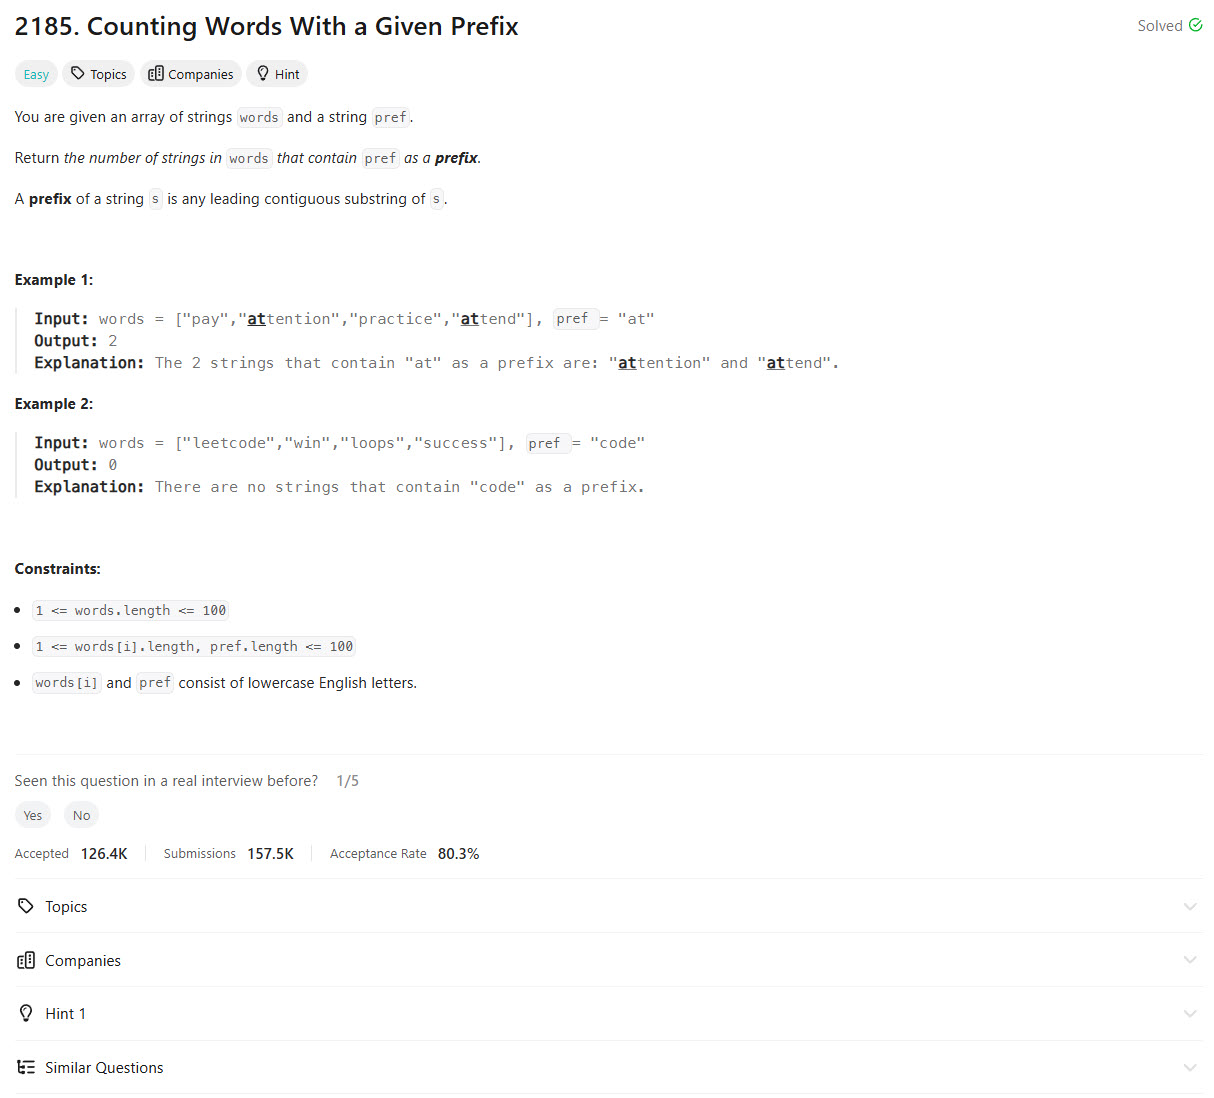 2185. Counting Words With a Given Prefix
Solved
Easy Topics Companies Hint
You are given an array of strings words and a string pref.
Return the number of strings in words that contain pref as a prefix.
A prefix of a string s is any leading contiguous substring of s.
Example 1:
Input: words = ["pay","attention","practice","attend"], pref = "at"
Output: 2
Explanation: The 2 strings that contain "at" as a prefix are: "attention" and "attend".
Example 2:
Input: words = ["leetcode","win","loops","success"], pref = "code"
Output: 0
Explanation: There are no strings that contain "code" as a prefix.
Constraints:
1 <= words.length <= 100
1 <= words[i].length, pref.length <= 100
words[i] and pref consist of lowercase English letters.
Seen this question in a real interview before? 1/5
Yes No
Accepted 126.4K Submissions 157.5K Acceptance Rate 80.3%
Topics
Companies
Hint 1
Similar Questions